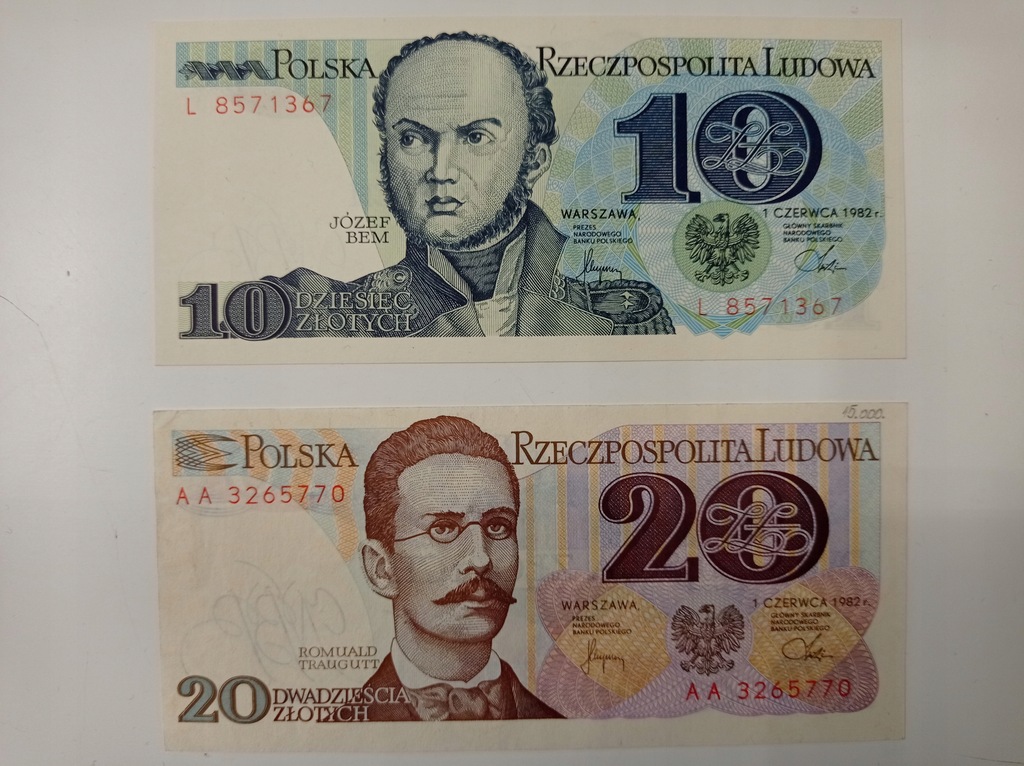 POLSKA RZECZPOSPOLITA LUDOWA
L 8571367
10
JÓZEF
BEM
WARSZAWA, 1 CZERWCA 1982 r.
PREZES
NARODOWEGO
BANKU POLSKIEGO
GŁÓWNY SKARBNIK
NARODOWEGO
BANKU POLSKIEGO
L 8571367
10 DZIESIĘĆ
ZŁOTYCH
15.000.
POLSKA RZECZPOSPOLITA LUDOWA
AA 3265770
20
WARSZAWA, 1 CZERWCA 1982 r.
PREZES
NARODOWEGO
BANKU POLSKIEGO
GŁÓWNY SKARBNIK
NARODOWEGO
BANKU POLSKIEGO
ROMUALD
TRAUGUTT
AA 3265770
20 DWADZIEŚCIA
ZŁOTYCH